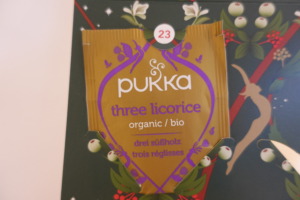 23
pukka
three licorice
organic / bio
drei süßholz
trois réglisses